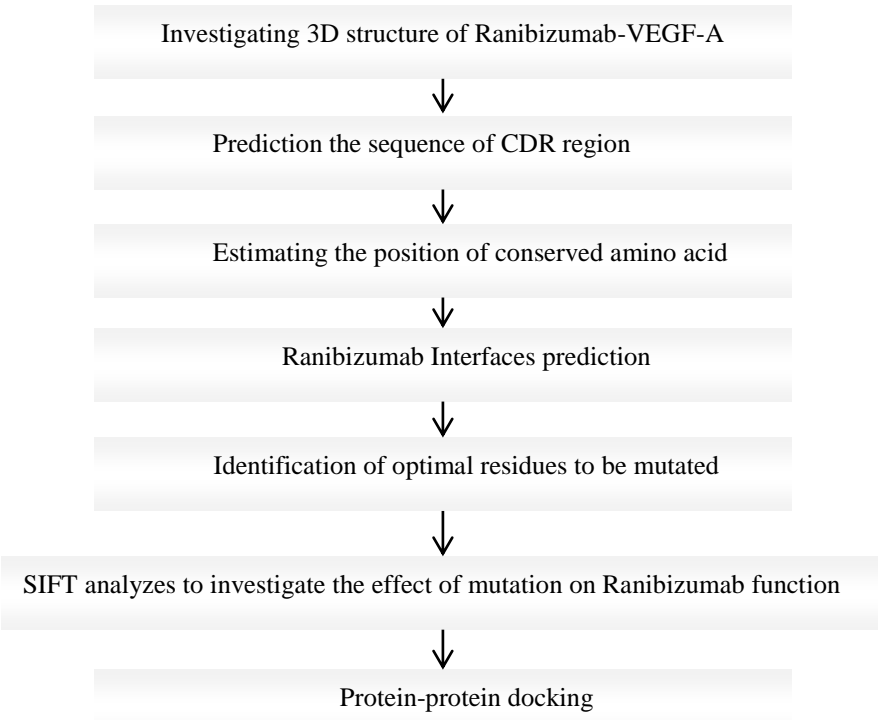 Investigating 3D structure of Ranibizumab-VEGF-A
Prediction the sequence of CDR region
Estimating the position of conserved amino acid
Ranibizumab Interfaces prediction
Identification of optimal residues to be mutated
SIFT analyzes to investigate the effect of mutation on Ranibizumab function
Protein-protein docking